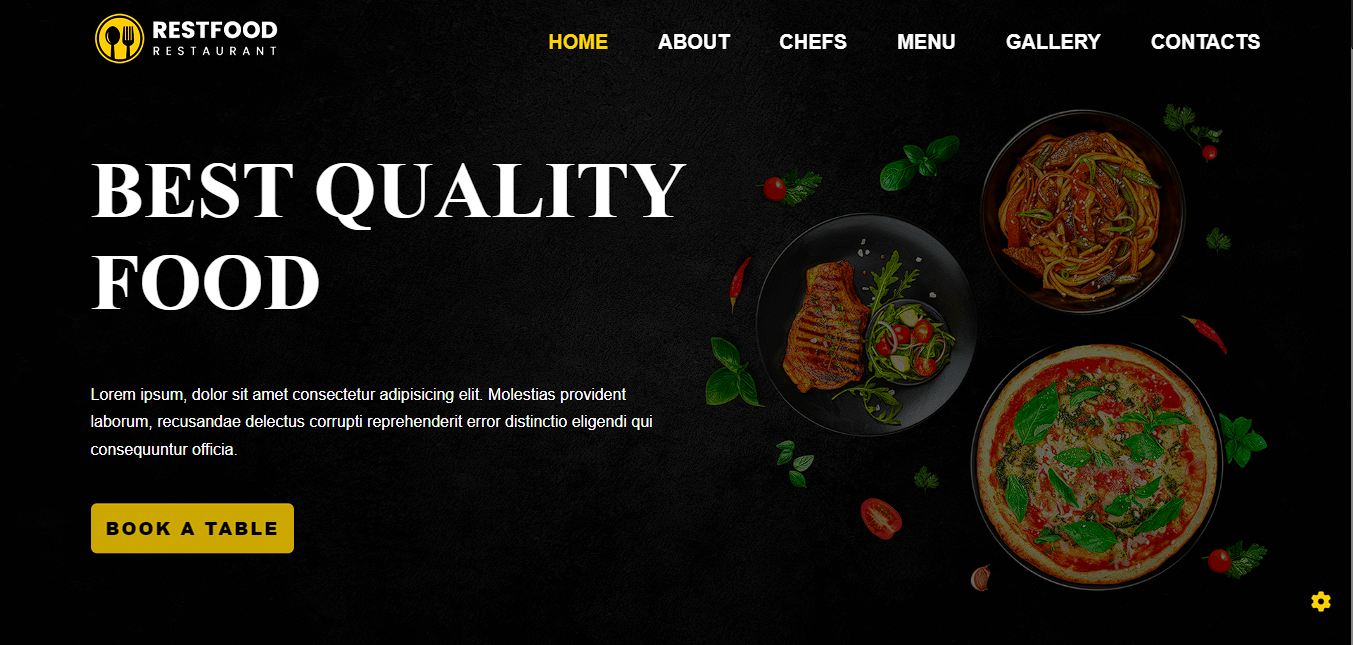 RESTFOOD
RESTAURANT
HOME ABOUT CHEFS MENU GALLERY CONTACTS
BEST QUALITY
FOOD
Lorem ipsum, dolor sit amet consectetur adipisicing elit. Molestias provident
laborum, recusandae delectus corrupti reprehenderit error distinctio eligendi qui
consequuntur officia.
BOOK A TABLE